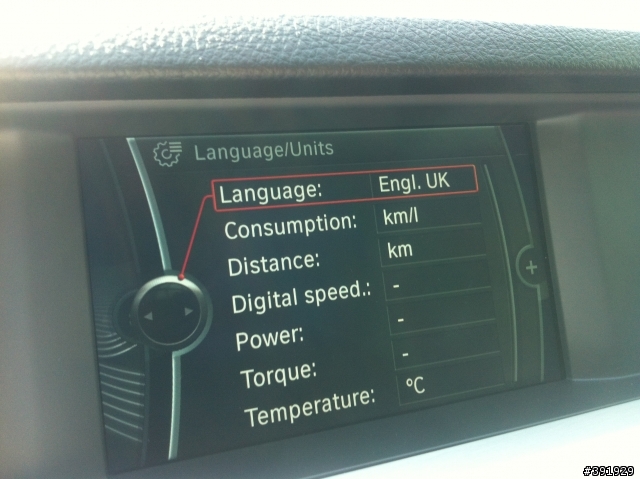 Language/Units
Language: Engl. UK
Consumption: km/l
Distance: km
Digital speed.: -
Power: -
Torque: -
Temperature: °C
#391929